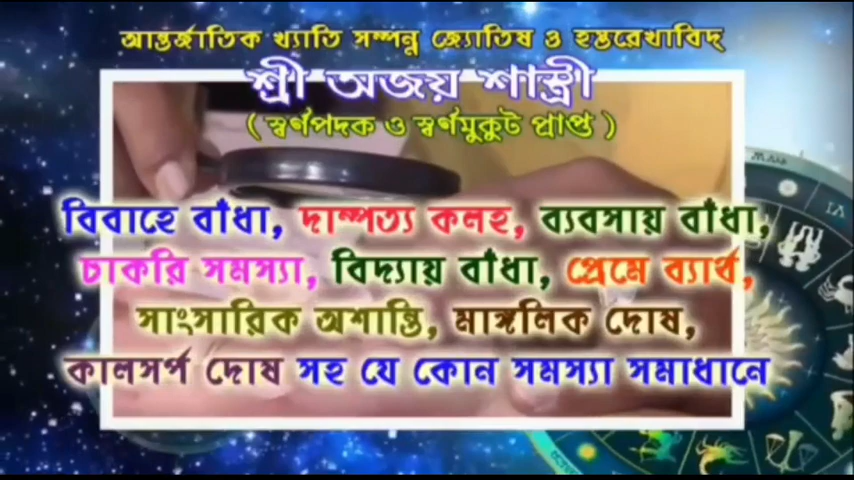 আন্তর্জাতিক খ্যাতি সম্পন্ন জ্যোতিষ ও হস্তরেখাবিদ্
শ্রী অজয় শাস্ত্রী
( স্বর্ণপদক ও স্বর্ণমুকুট প্রাপ্ত )
বিবাহে বাঁধা, দাম্পত্য কলহ, ব্যবসায় বাঁধা,
চাকরি সমস্যা, বিদ্যায় বাঁধা, প্রেমে ব্যার্থ,
সাংসারিক অশান্তি, মাঙ্গলিক দোষ,
কালসর্প দোষ সহ যে কোন সমস্যা সমাধানে